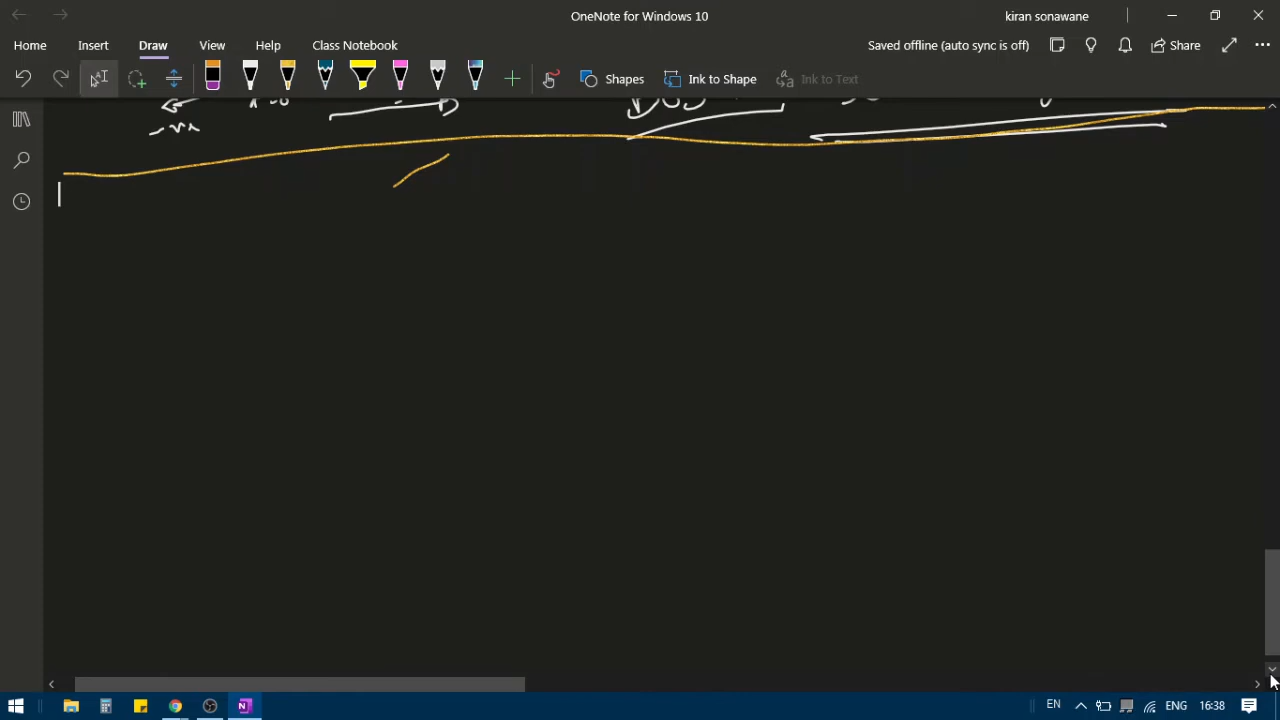 OneNote for Windows 10
kiran sonawane
Home Insert Draw View Help Class Notebook
Saved offline (auto sync is off)
Share
Shapes
Ink to Shape
Ink to Text
EN
ENG
16:38